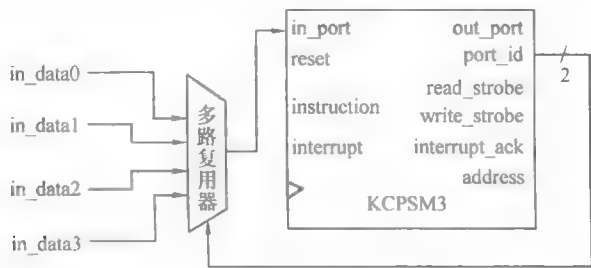 in_data0
in_data1
in_data2
in_data3
多路复用器
in_port
reset
instruction
interrupt
out_port
port_id
read_strobe
write_strobe
interrupt_ack
address
KCPSM3
2